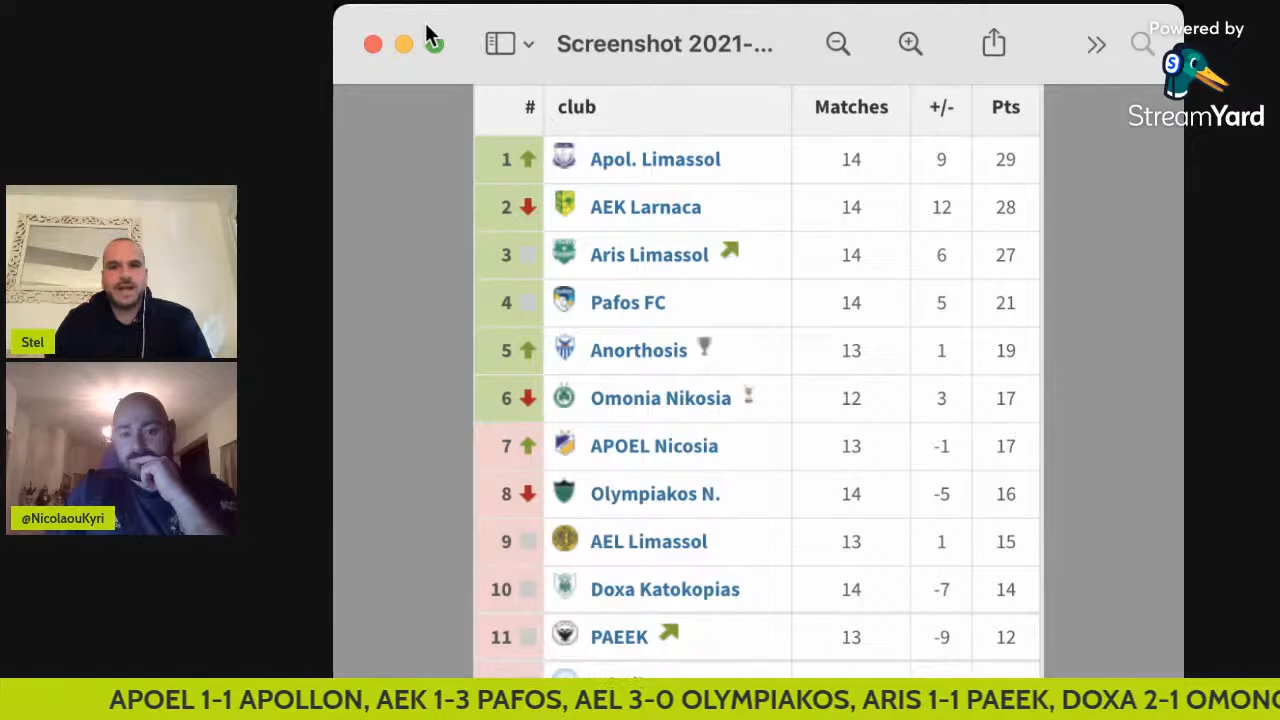 Screenshot 2021-...
Powered by
StreamYard
# club Matches +/- Pts
1 Apol. Limassol 14 9 29
2 AEK Larnaca 14 12 28
3 Aris Limassol 14 6 27
4 Pafos FC 14 5 21
5 Anorthosis 13 1 19
6 Omonia Nikosia 12 3 17
7 APOEL Nicosia 13 -1 17
8 Olympiakos N. 14 -5 16
9 AEL Limassol 13 1 15
10 Doxa Katokopias 14 -7 14
11 PAEEK 13 -9 12
Stel
@NicolaouKyri
APOEL 1-1 APOLLON, AEK 1-3 PAFOS, AEL 3-0 OLYMPIAKOS, ARIS 1-1 PAEEK, DOXA 2-1 OMONO